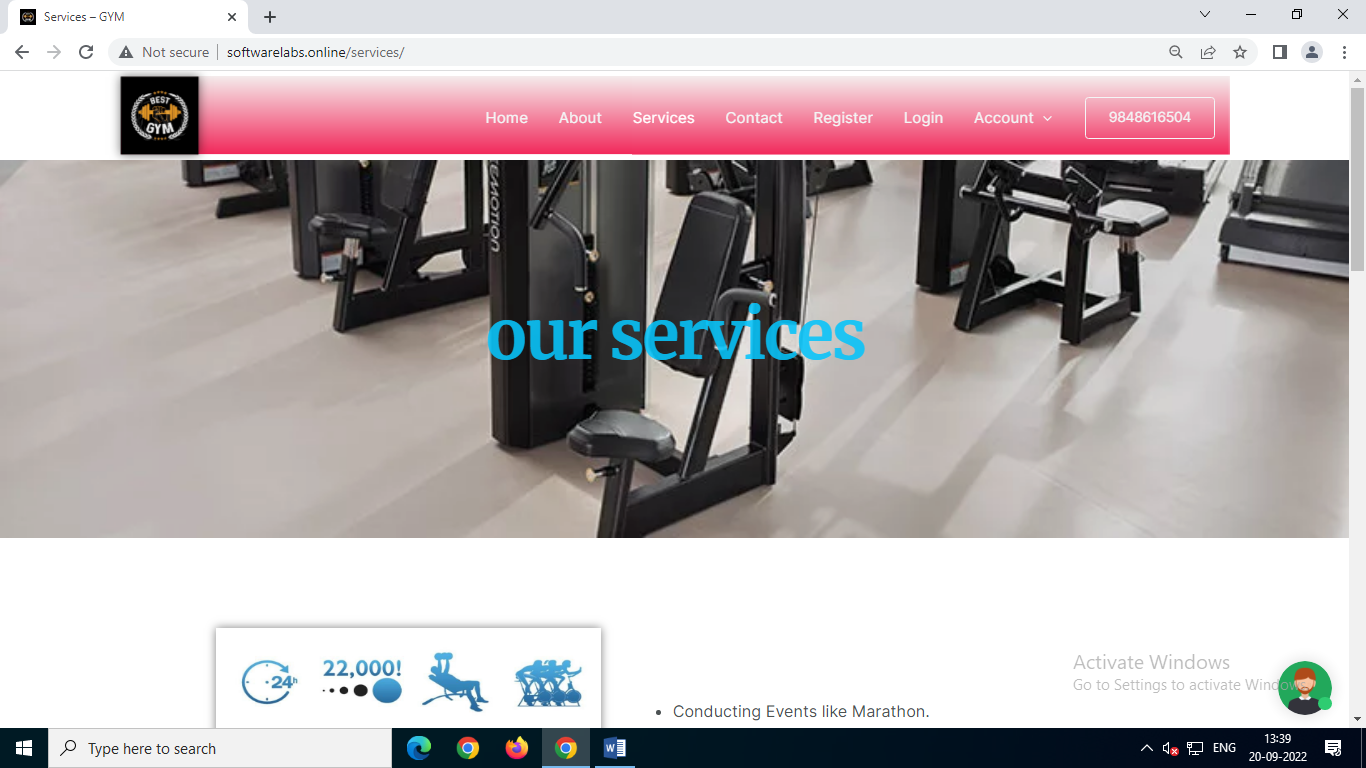 Services – GYM
Not secure
softwarelabs.online/services/
BEST
GYM
Home
About
Services
Contact
Register
Login
Account
9848616504
EMOTION
our services
24h
22,000!
Conducting Events like Marathon.
Activate Windows
Go to Settings to activate Windows
Type here to search
W
ENG
13:39
20-09-2022